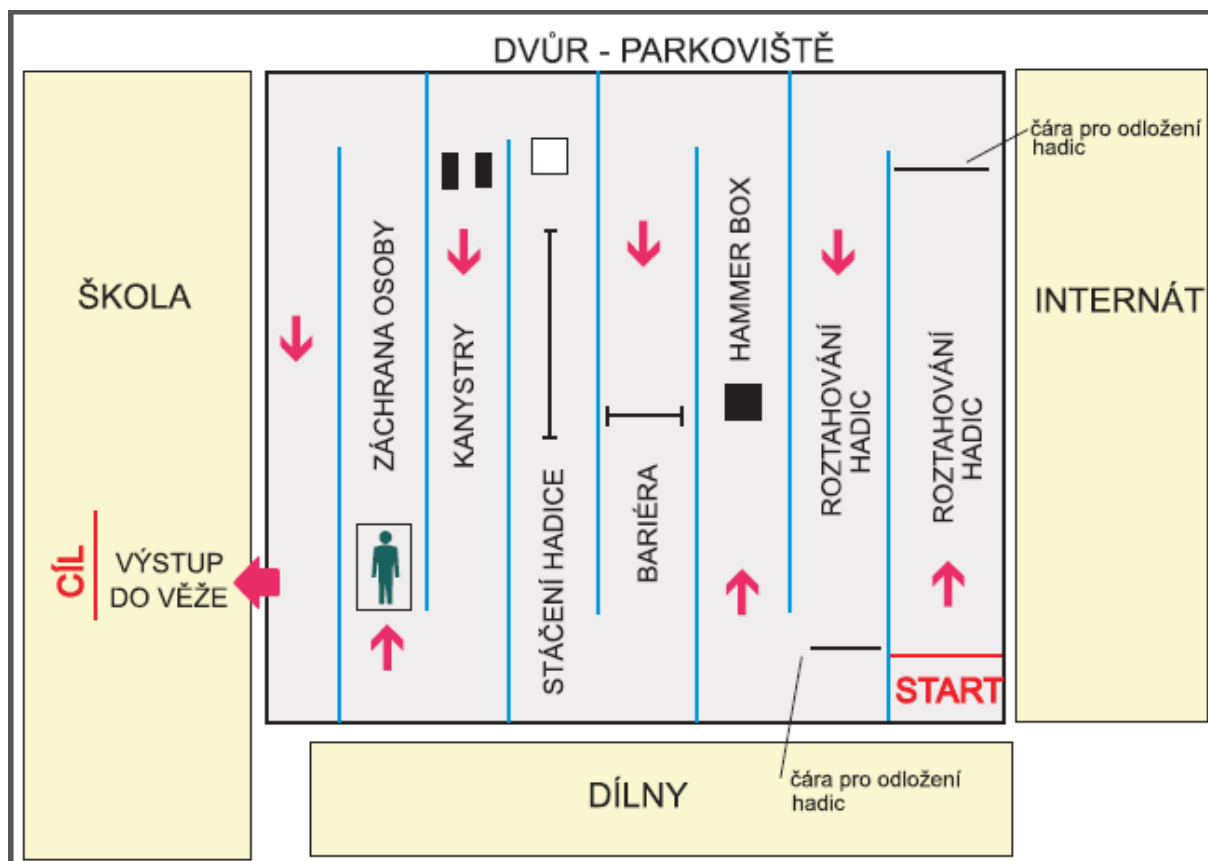 DVŮR - PARKOVIŠTĚ
čára pro odložení
hadic
ŠKOLA
INTERNÁT
ZÁCHRANA OSOBY
KANYSTRY
STÁČENÍ HADICE
BARIÉRA
HAMMER BOX
ROZTAHOVÁNÍ
HADIC
ROZTAHOVÁNÍ
HADIC
CÍL
VÝSTUP
DO VĚŽE
START
DÍLNY
čára pro odložení
hadic